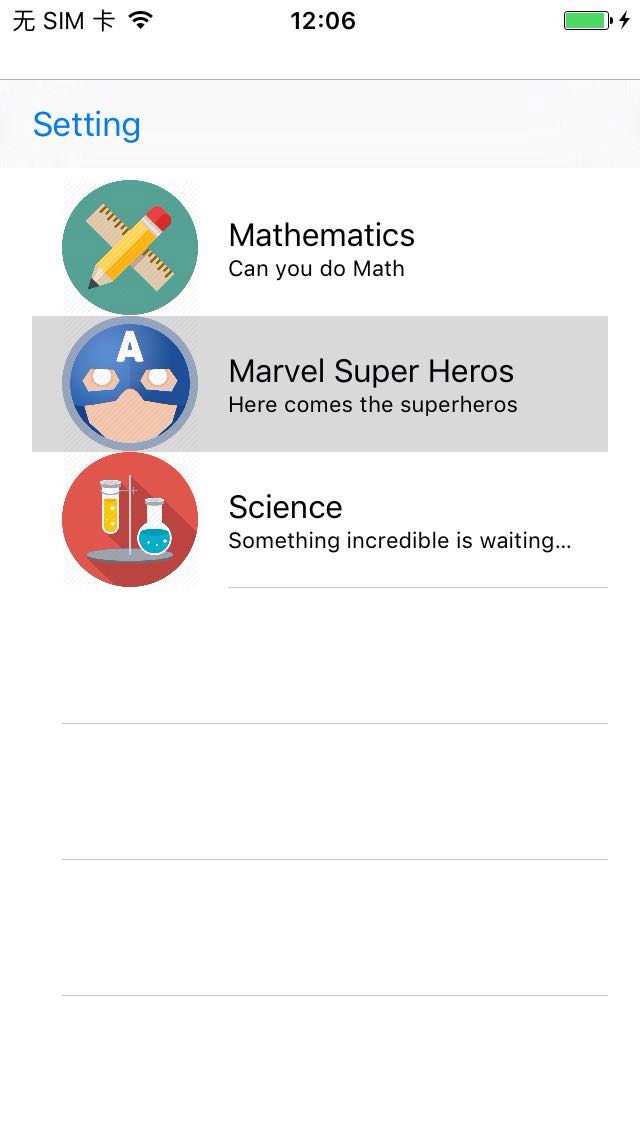 无 SIM 卡 12:06
Setting
Mathematics
Can you do Math
A
Marvel Super Heros
Here comes the superheros
Science
Something incredible is waiting...